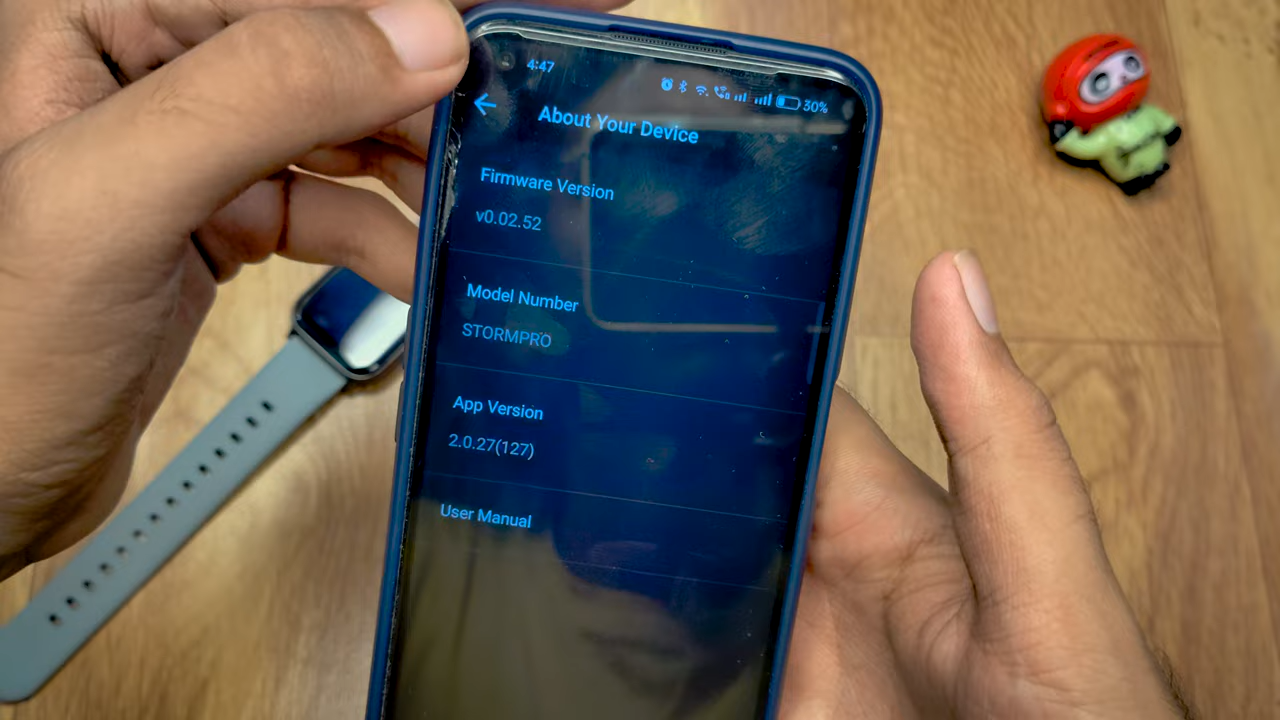 4:47
30%
About Your Device
Firmware Version
v0.02.52
Model Number
STORMPRO
App Version
2.0.27(127)
User Manual